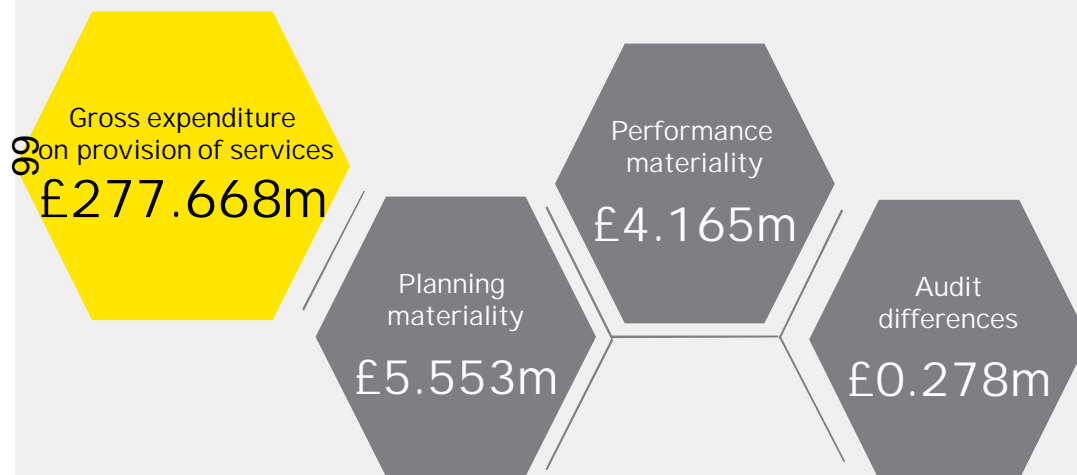 Gross expenditure
on provision of services
£277.668m
99
Planning
materiality
£5.553m
Performance
materiality
£4.165m
Audit
differences
£0.278m